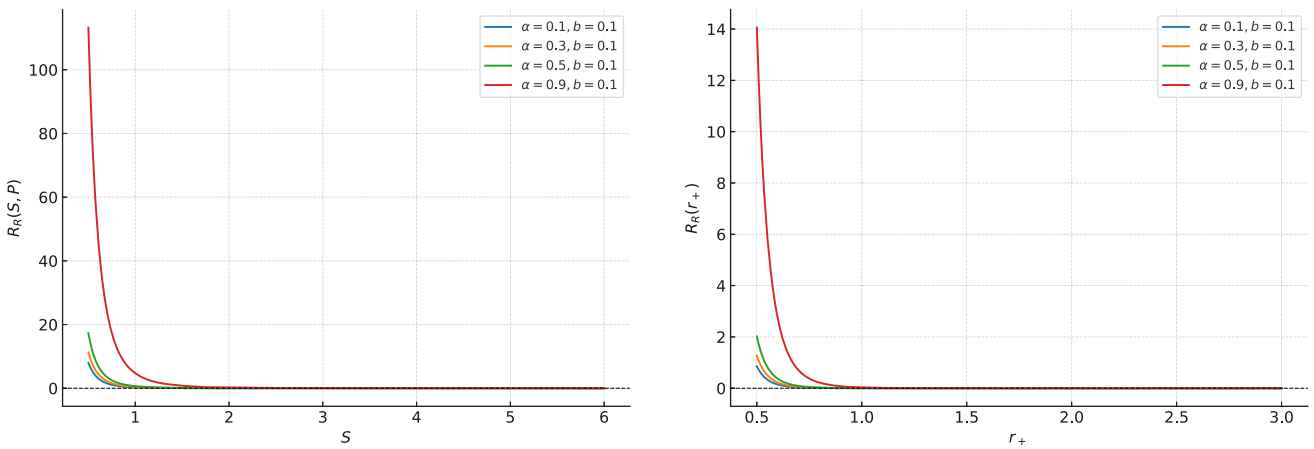 α = 0.1, b = 0.1
α = 0.3, b = 0.1
α = 0.5, b = 0.1
α = 0.9, b = 0.1
100
80
60
40
20
0
R_R(S, P)
1 2 3 4 5 6
S
α = 0.1, b = 0.1
α = 0.3, b = 0.1
α = 0.5, b = 0.1
α = 0.9, b = 0.1
14
12
10
8
6
4
2
0
R_R(r_+)
0.5 1.0 1.5 2.0 2.5 3.0
r_+